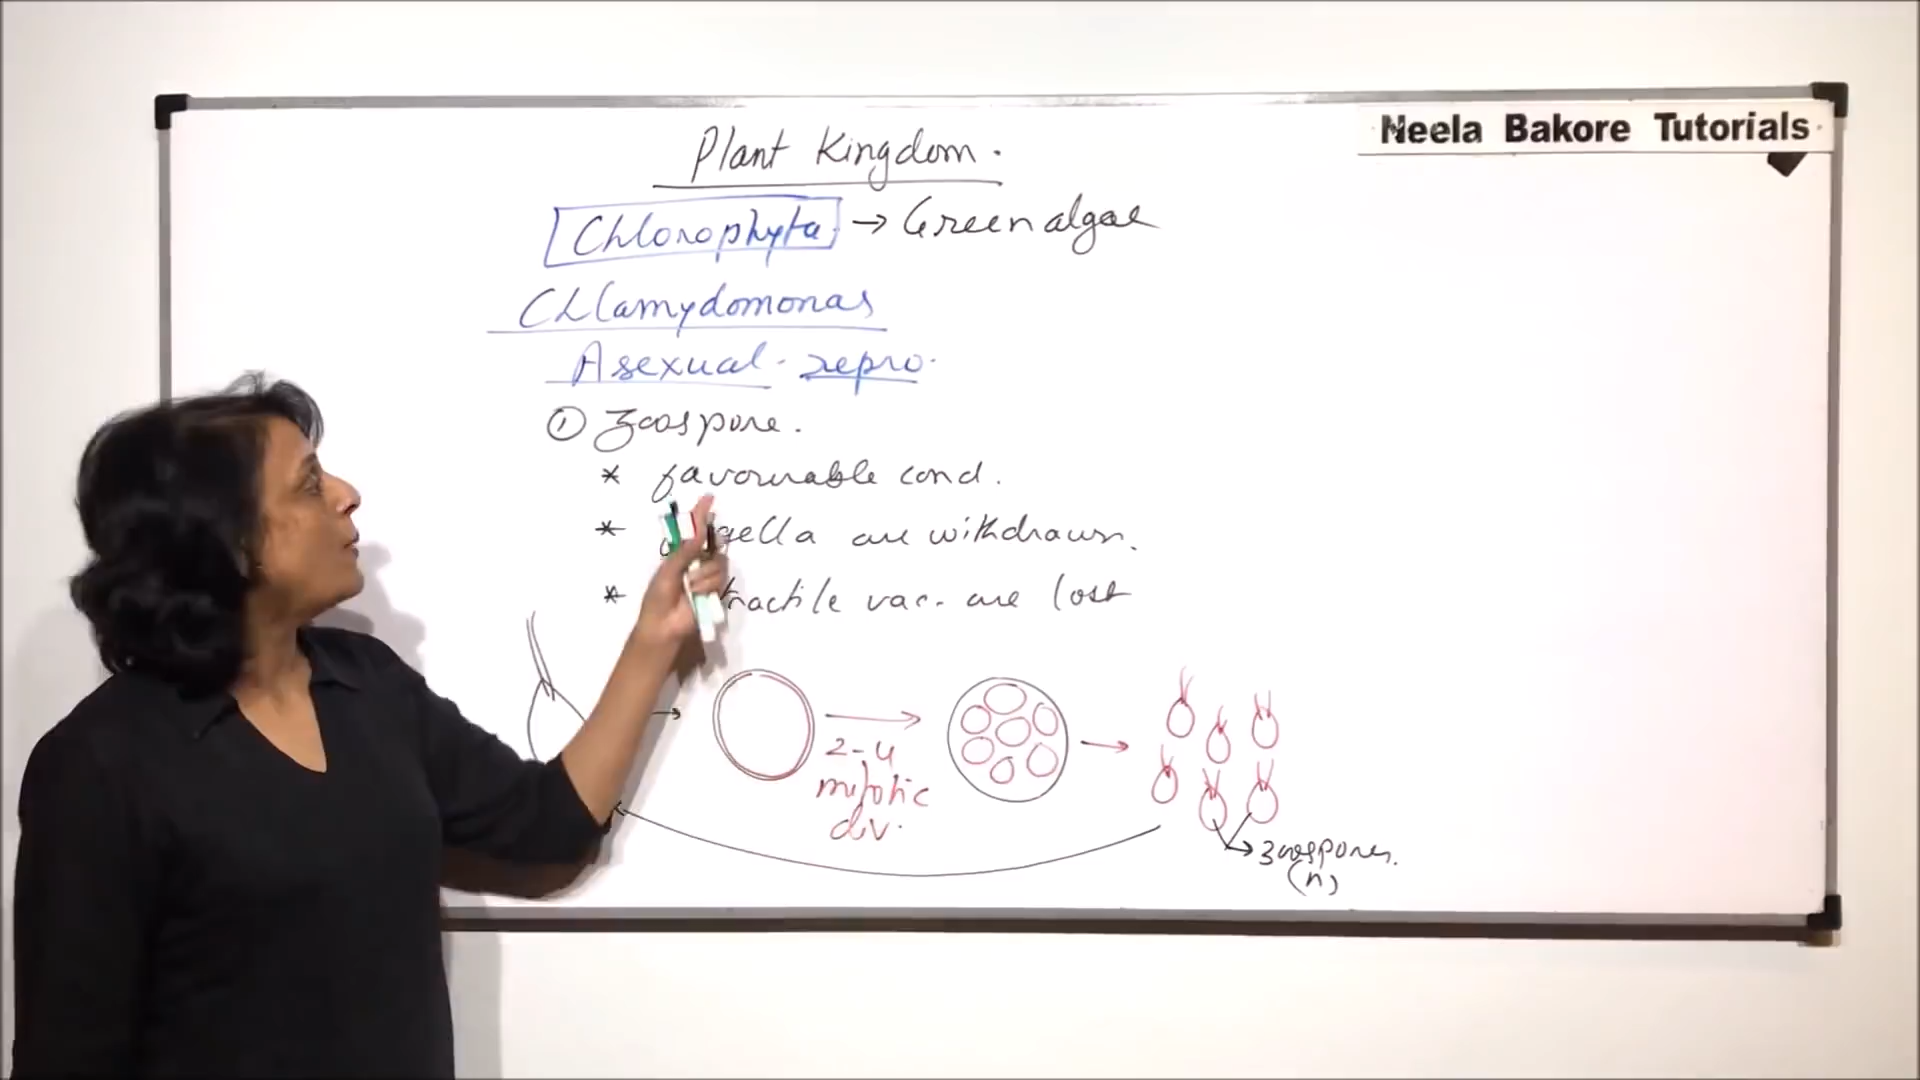 Neela Bakore Tutorials
Plant Kingdom.
Chlorophyta → Green algae
Chlamydomonas
Asexual repro.
① Zoospore.
* favourable cond.
* are withdrawn.
* vac. are lost
2-4
mitotic
div.
zoospores.
(n)